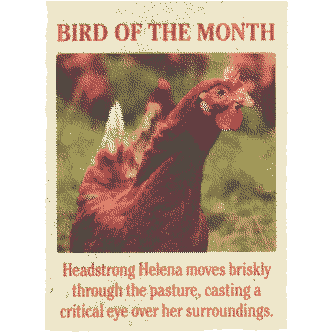 BIRD OF THE MONTH
Headstrong Helena moves briskly
through the pasture, casting a
critical eye over her surroundings.